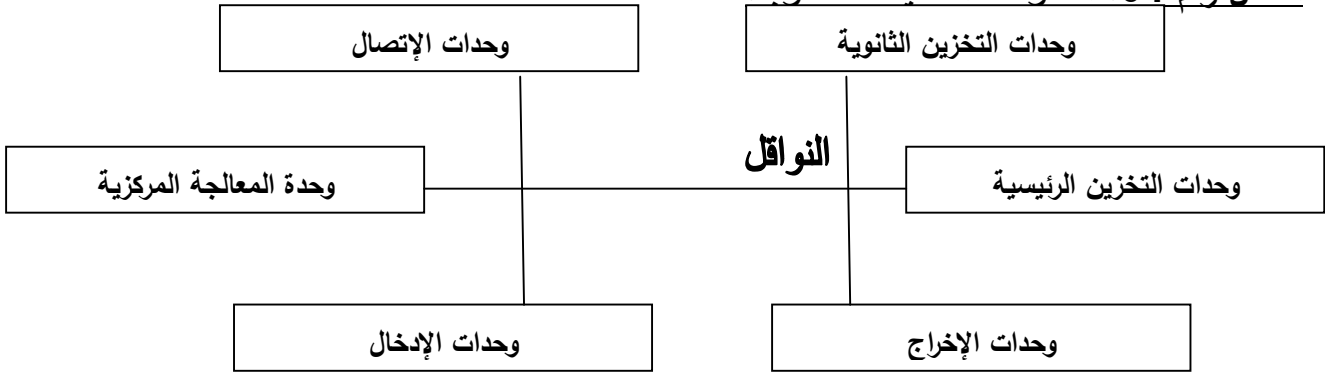 وحدات التخزين الثانوية
وحدات الإتصال
النواقل
وحدات التخزين الرئيسية
وحدة المعالجة المركزية
وحدات الإخراج
وحدات الإدخال